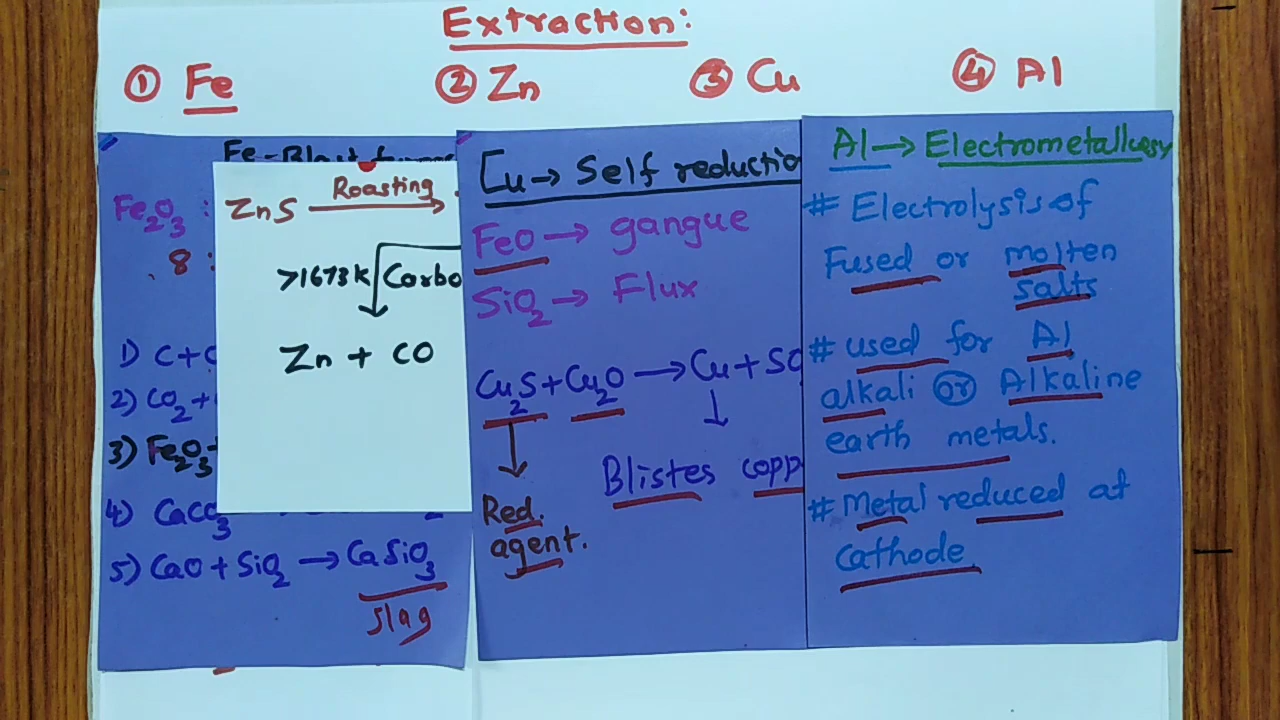 Extraction:
① Fe
② Zn
③ Cu
④ Al
Fe-Blast
Fe2O3 :
8 :
1) C+
2) CO2+
3) Fe2O3+
4) CaCO3
5) CaO+SiO2 → CaSiO3
slag
ZnS Roasting →
>1673K Carbo
Zn + CO
Cu → Self reductio
FeO → gangue
SiO2 → Flux
Cu2S+Cu2O → Cu+SO
Red.
agent.
Blistes copp
Al → Electrometallusy
# Electrolysis of
Fused or molten
salts
# used for Al
alkali OR Alkaline
earth metals.
# Metal reduced at
cathode